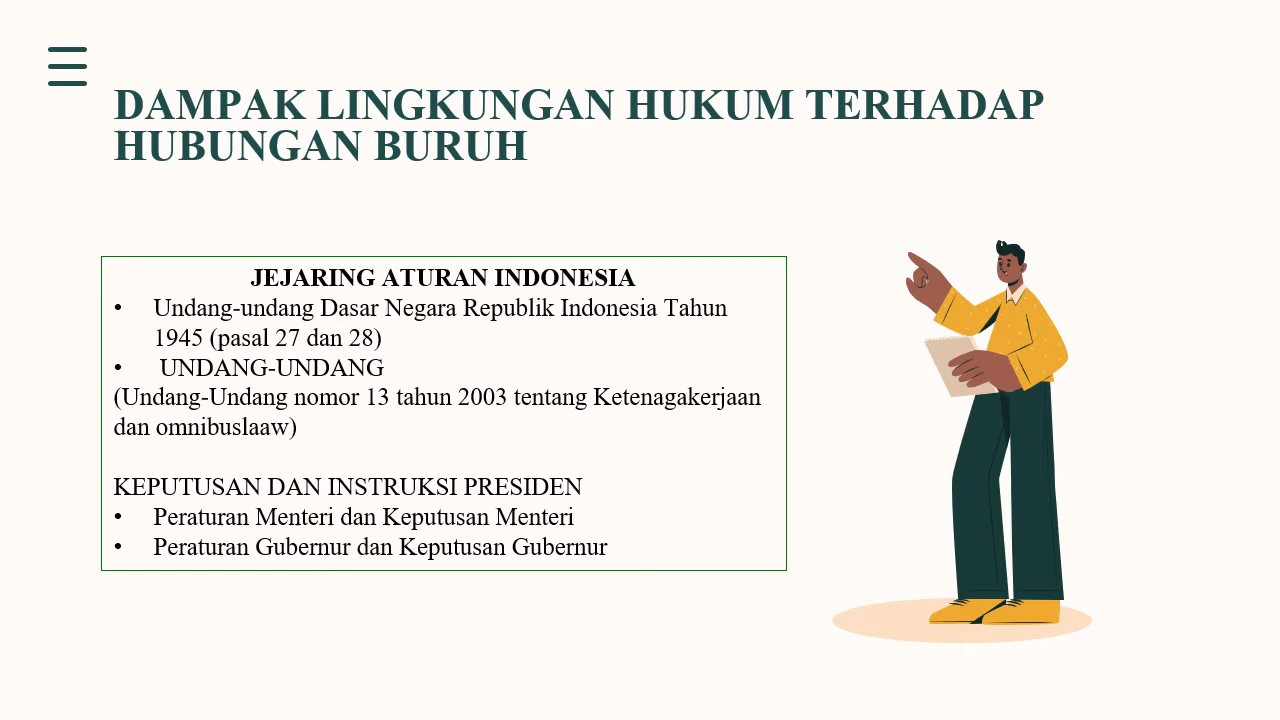 DAMPAK LINGKUNGAN HUKUM TERHADAP
HUBUNGAN BURUH
JEJARING ATURAN INDONESIA
• Undang-undang Dasar Negara Republik Indonesia Tahun
1945 (pasal 27 dan 28)
• UNDANG-UNDANG
(Undang-Undang nomor 13 tahun 2003 tentang Ketenagakerjaan
dan omnibuslaaw)
KEPUTUSAN DAN INSTRUKSI PRESIDEN
• Peraturan Menteri dan Keputusan Menteri
• Peraturan Gubernur dan Keputusan Gubernur